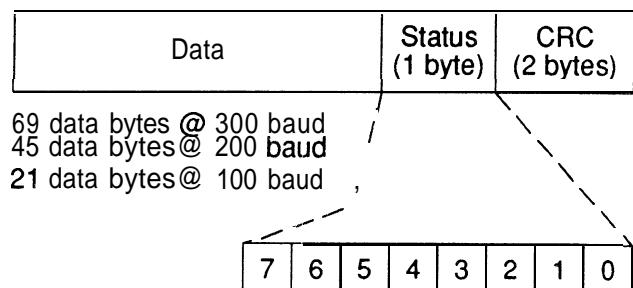 Data Status (1 byte) CRC (2 bytes)
69 data bytes @ 300 baud
45 data bytes@ 200 baud
21 data bytes@ 100 baud ,
7 6 5 4 3 2 1 0